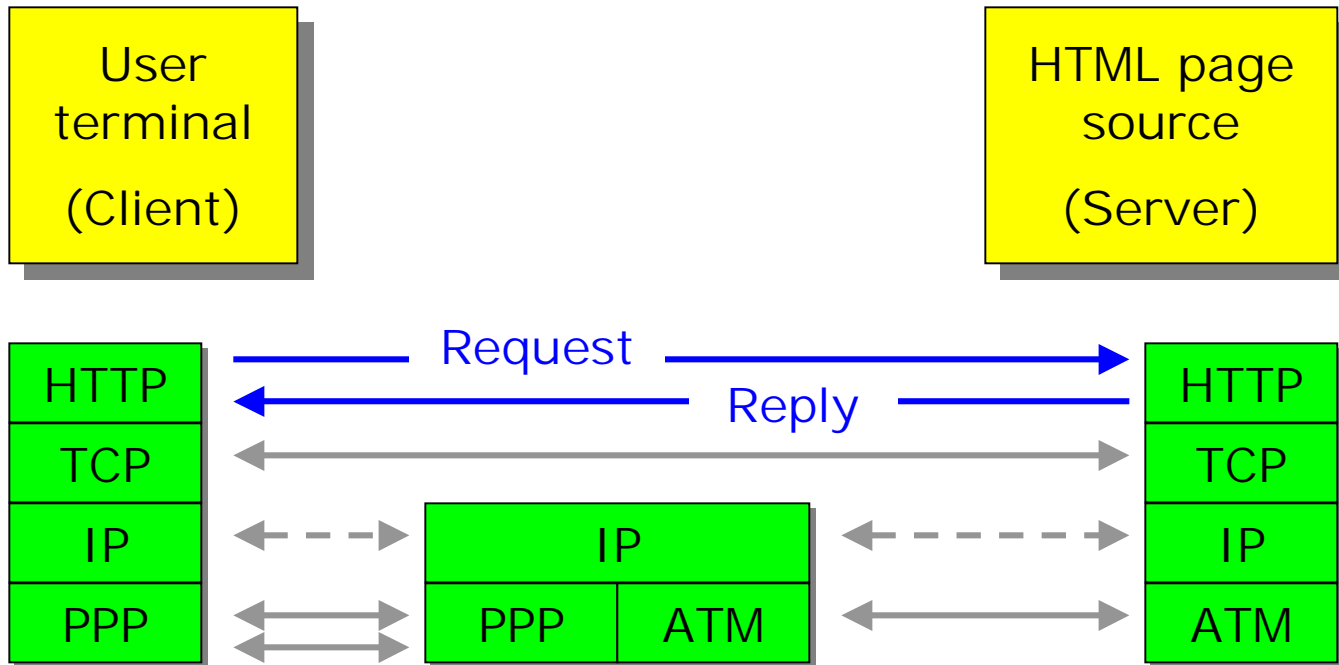 User
terminal
(Client)
HTML page
source
(Server)
Request
Reply
HTTP
TCP
IP
PPP
IP
PPP
ATM
HTTP
TCP
IP
ATM